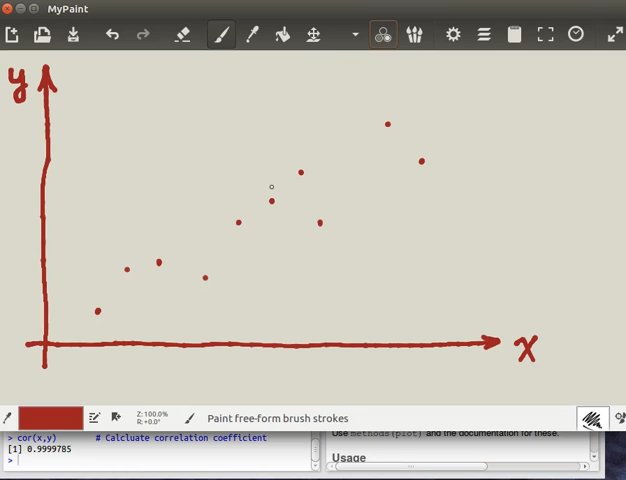 MyPaint
y
x
Z: 100.0%
R: +0.0°
Paint free-form brush strokes
> cor(x,y) # Calcluate correlation coefficient
[1] 0.9999785
>
Use methods(plot) and the documentation for these.
Usage